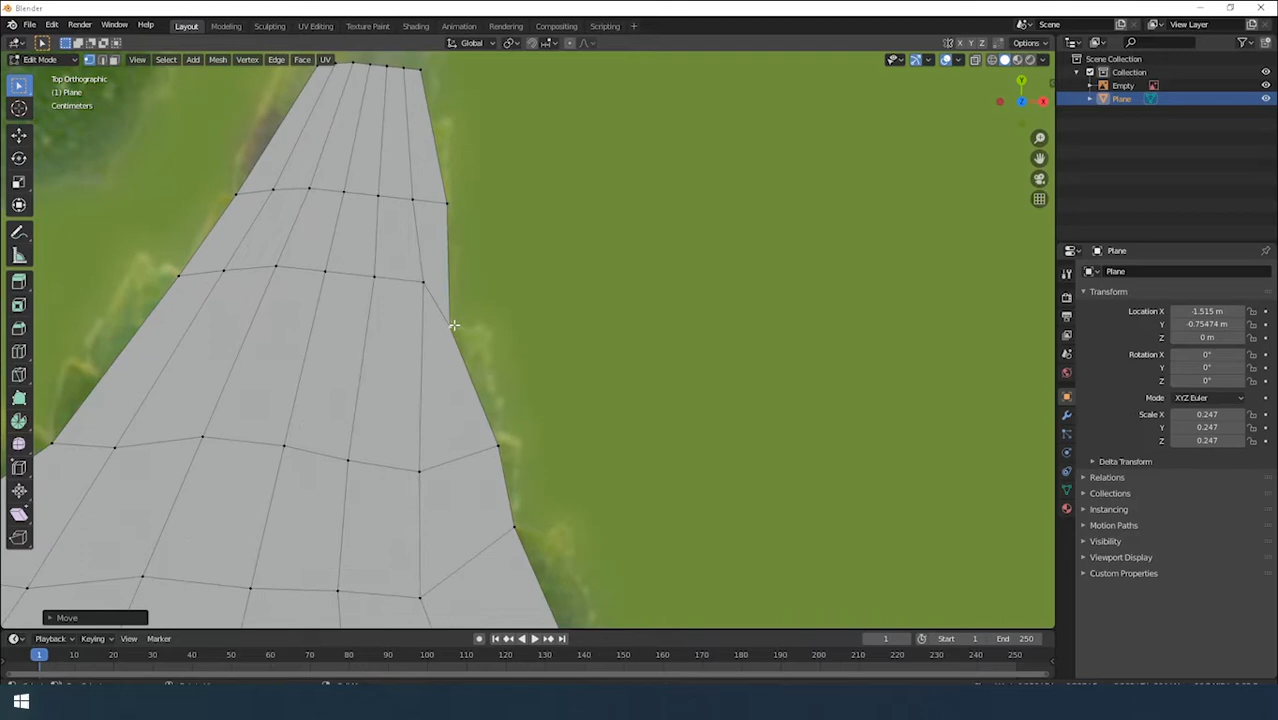 Blender
File Edit Render Window Help Layout Modeling Sculpting UV Editing Texture Paint Shading Animation Rendering Compositing Scripting + Scene View Layer
Global X Y Z Options
Edit Mode View Select Add Mesh Vertex Edge Face UV
Top Orthographic
(1) Plane
Centimeters
Y
Z X
Scene Collection
Collection
Empty
Plane
Plane
Plane
Transform
Location X -1.515 m
Y -0.75474 m
Z 0 m
Rotation X 0°
Y 0°
Z 0°
Mode XYZ Euler
Scale X 0.247
Y 0.247
Z 0.247
Delta Transform
Relations
Collections
Instancing
Motion Paths
Visibility
Viewport Display
Custom Properties
Move
Playback Keying View Marker 1 Start 1 End 250
1 10 20 30 40 50 60 70 80 90 100 110 120 130 140 150 160 170 180 190 200 210 220 230 240 250